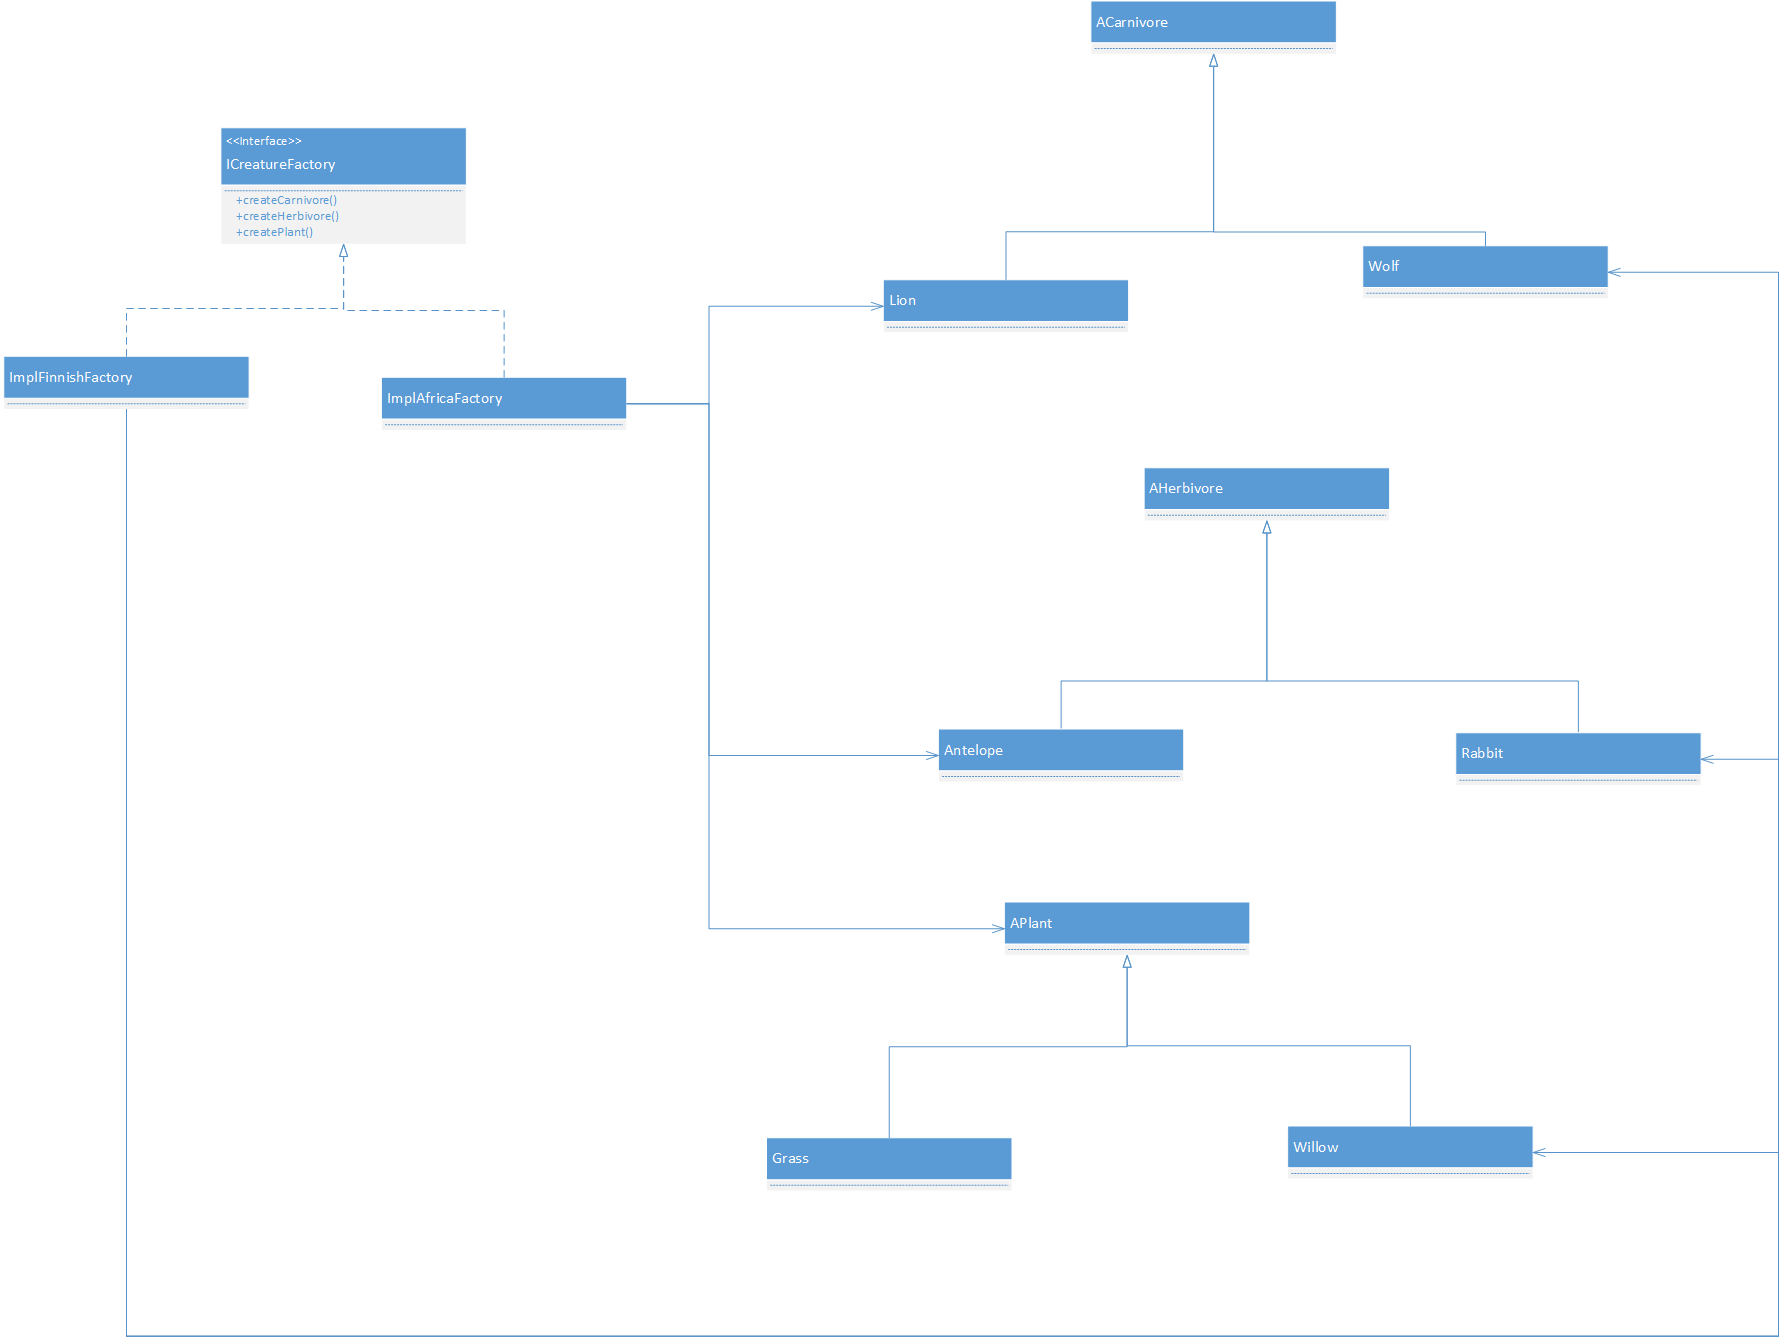 ACarnivore
<<Interface>>
ICreatureFactory
+createCarnivore()
+createHerbivore()
+createPlant()
Wolf
Lion
ImplFinnishFactory
ImplAfricaFactory
AHerbivore
Antelope
Rabbit
APlant
Grass
Willow